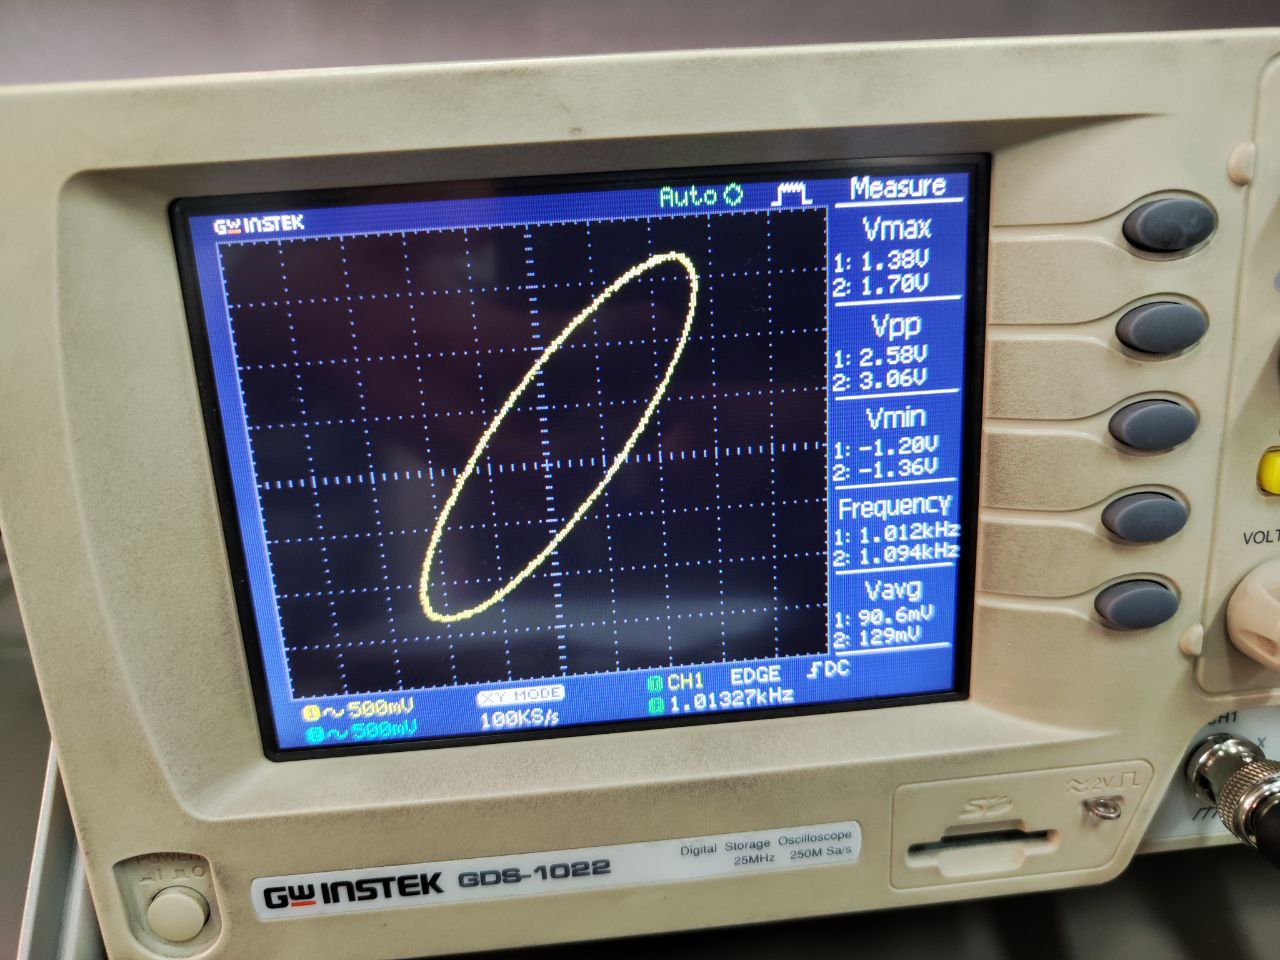 GW INSTEK
Auto
Measure
Vmax
1: 1.38V
2: 1.70V
Vpp
1: 2.58V
2: 3.06V
Vmin
1: -1.20V
2: -1.36V
Frequency
1: 1.012kHz
2: 1.094kHz
Vavg
1: 90.6mV
2: 129mV
1 ~ 500mV
2 ~ 500mV
XY MODE
100KS/s
CH1 EDGE DC
1.01327kHz
VOLT
CH1
X
2V
SD
POWER
GW INSTEK GDS-1022
Digital Storage Oscilloscope
25MHz 250M Sa/s